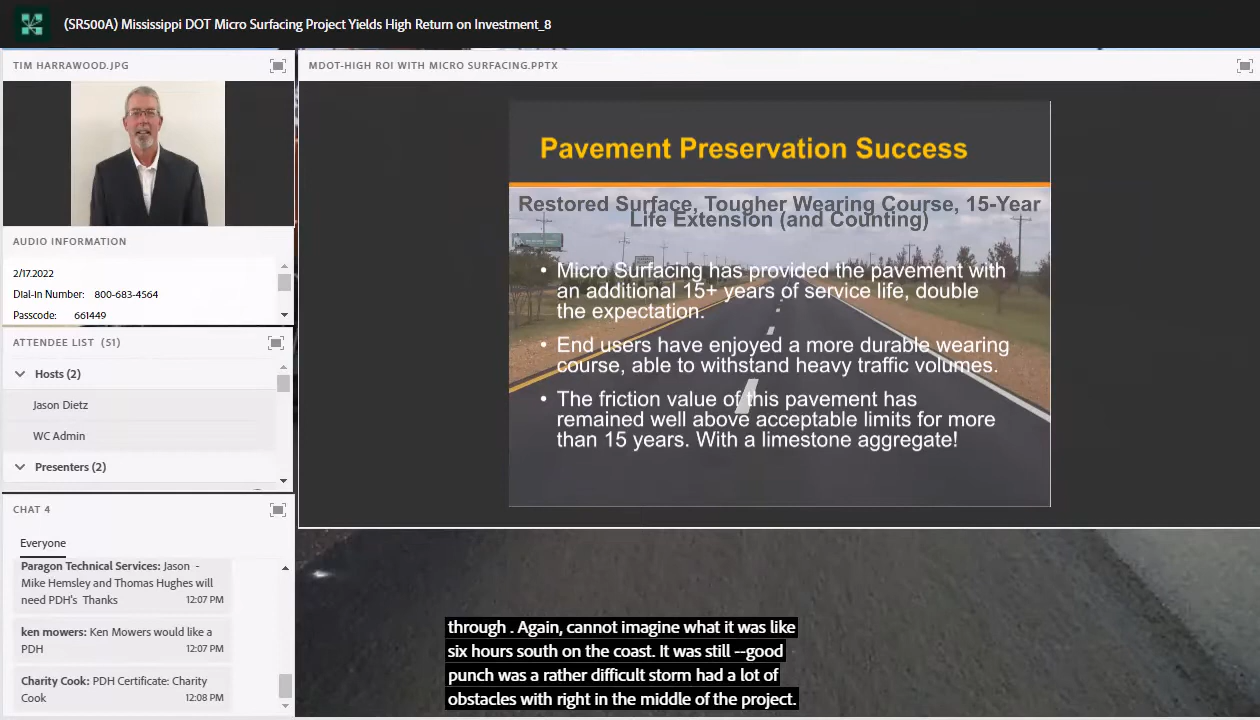 (SR500A) Mississippi DOT Micro Surfacing Project Yields High Return on Investment_8
TIM HARRAWOOD.JPG
AUDIO INFORMATION
2/17.2022
Dial-In Number: 800-683-4564
Passcode: 661449
ATTENDEE LIST (51)
Hosts (2)
Jason Dietz
WC Admin
Presenters (2)
CHAT 4
Everyone
Paragon Technical Services: Jason -
Mike Hemsley and Thomas Hughes will
need PDH's Thanks
12:07 PM
ken mowers: Ken Mowers would like a
PDH
12:07 PM
Charity Cook: PDH Certificate: Charity
Cook
12:08 PM
MDOT-HIGH ROI WITH MICRO SURFACING.PPTX
Pavement Preservation Success
Restored Surface, Tougher Wearing Course, 15-Year
Life Extension (and Counting)
• Micro Surfacing has provided the pavement with
an additional 15+ years of service life, double
the expectation.
• End users have enjoyed a more durable wearing
course, able to withstand heavy traffic volumes.
• The friction value of this pavement has
remained well above acceptable limits for more
than 15 years. With a limestone aggregate!
through . Again, cannot imagine what it was like
six hours south on the coast. It was still --good
punch was a rather difficult storm had a lot of
obstacles with right in the middle of the project.